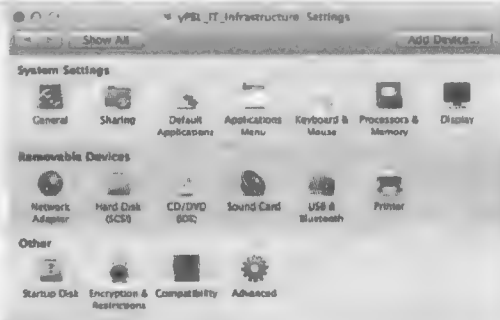 yPBL_IT_Infrastructure Settings
Show All
Add Device...
System Settings
General
Sharing
Default Applications
Applications Menu
Keyboard & Mouse
Processors & Memory
Display
Removable Devices
Network Adapter
Hard Disk (SCSI)
CD/DVD (IDE)
Sound Card
USB & Bluetooth
Printer
Other
Startup Disk
Encryption & Restrictions
Compatibility
Advanced